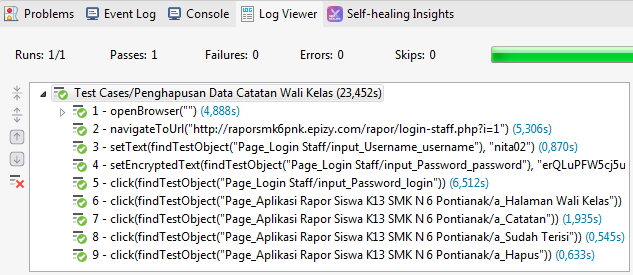 Problems Event Log Console Log Viewer Self-healing Insights
Runs: 1/1 Passes: 1 Failures: 0 Errors: 0 Skips: 0
Test Cases/Penghapusan Data Catatan Wali Kelas (23,452s)
1 - openBrowser("") (4,888s)
2 - navigateToUrl("http://raporsmk6pnk.epizy.com/rapor/login-staff.php?i=1") (5,306s)
3 - setText(findTestObject("Page_Login Staff/input_Username_username"), "nita02") (0,870s)
4 - setEncryptedText(findTestObject("Page_Login Staff/input_Password_password"), "erQLuPFW5cj5u
5 - click(findTestObject("Page_Login Staff/input_Password_login")) (6,512s)
6 - click(findTestObject("Page_Aplikasi Rapor Siswa K13 SMK N 6 Pontianak/a_Halaman Wali Kelas"))
7 - click(findTestObject("Page_Aplikasi Rapor Siswa K13 SMK N 6 Pontianak/a_Catatan")) (1,935s)
8 - click(findTestObject("Page_Aplikasi Rapor Siswa K13 SMK N 6 Pontianak/a_Sudah Terisi")) (0,545s)
9 - click(findTestObject("Page_Aplikasi Rapor Siswa K13 SMK N 6 Pontianak/a_Hapus")) (0,633s)